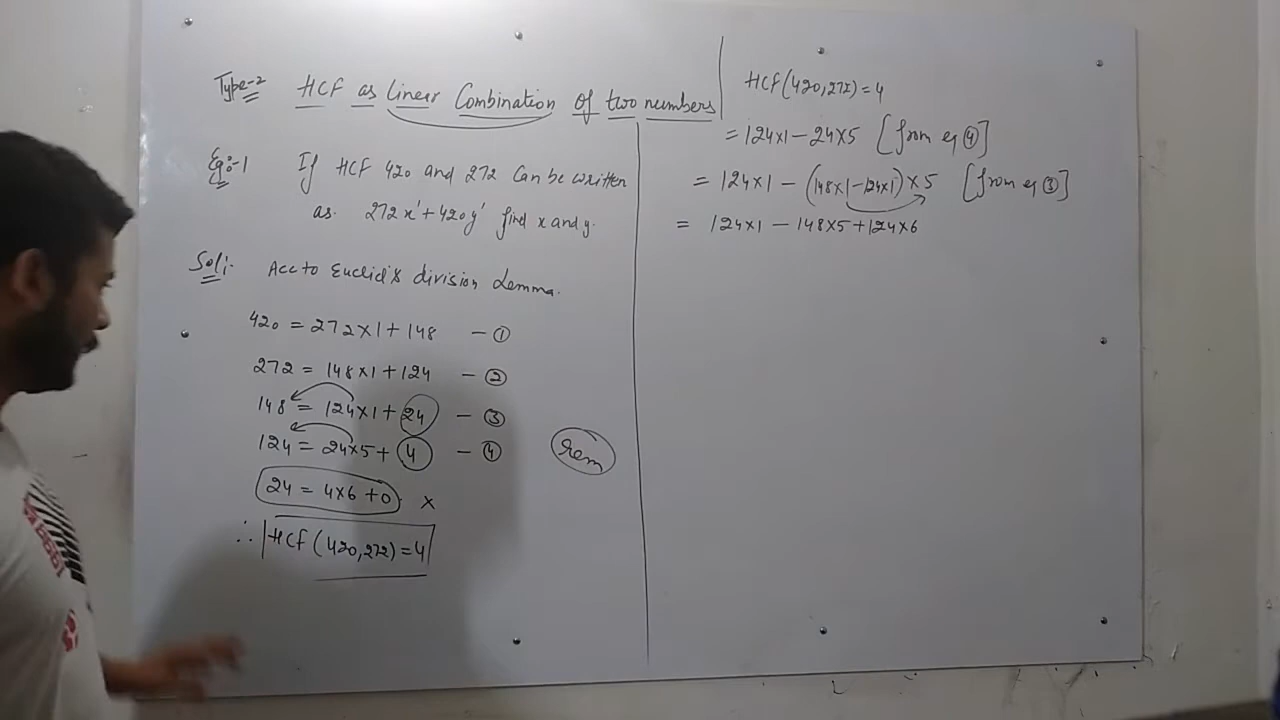 Type-2 HCF as Linear Combination of two numbers
Eg:-1 If HCF 420 and 272 Can be written
as. 272x'+420y' find x and y.
Sol: Acc to Euclid's division Lemma.
420 = 272×1+148 -①
272 = 148×1+124 -②
148 = 124×1+24 -③
124 = 24×5+4 -④
rem
24 = 4×6+0 ×
∴ HCF(420,272)=4
HCF(420,272)=4
= 124×1-24×5 [from eq ④]
= 124×1-(148×1-124×1)×5 [from eq ③]
= 124×1-148×5+124×6